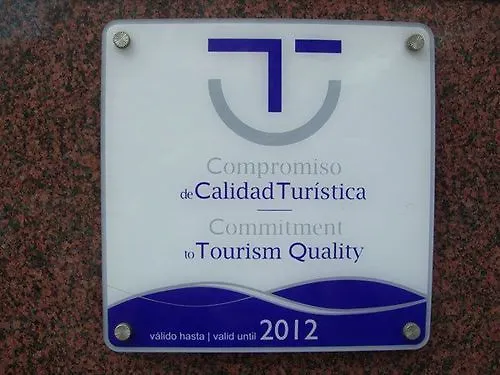 Compromiso
de Calidad Turística
Commitment
to Tourism Quality
válido hasta | valid until 2012